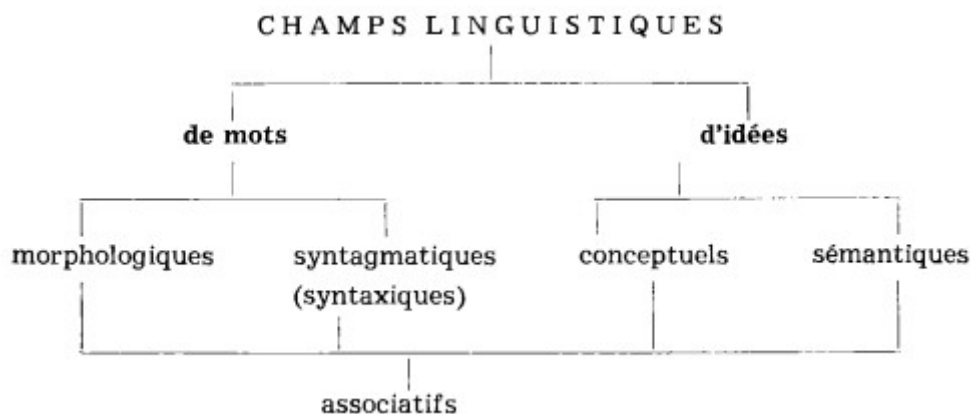 CHAMPS LINGUISTIQUES
de mots d'idées
morphologiques syntagmatiques conceptuels sémantiques
(syntaxiques)
associatifs